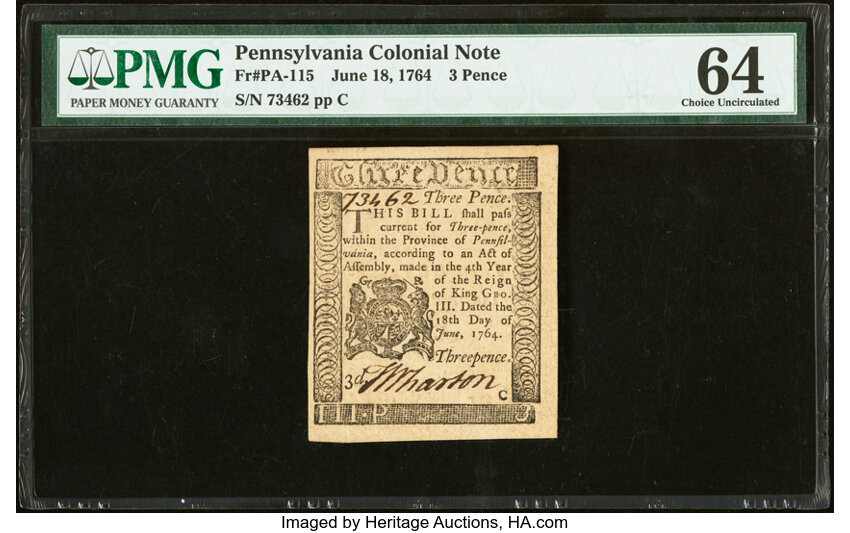 PMG
PAPER MONEY GUARANTY
Pennsylvania Colonial Note
Fr#PA-115 June 18, 1764 3 Pence
S/N 73462 pp C
64
Choice Uncirculated
Three Pence
73462 Three Pence.
THIS BILL ſhall paſs
current for Three-pence,
within the Province of Pennſil-
vania, according to an Act of
Aſſembly, made in the 4th Year
of the Reign
of King GEO.
III. Dated the
18th Day of
June, 1764.
G R
Threepence.
3d. Wharton
C
III.P 3
Imaged by Heritage Auctions, HA.com